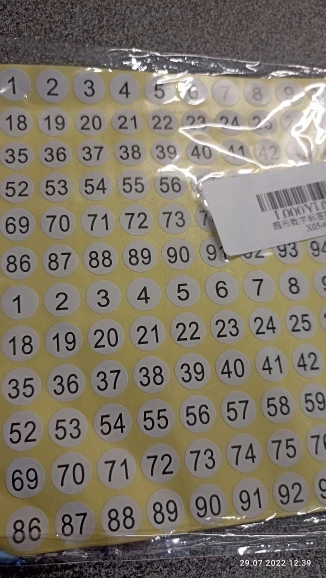 1 2 3 4 5 6 7 8 9
18 19 20 21 22 23 24
35 36 37 38 39 40 41 42
52 53 54 55 56
69 70 71 72 73
86 87 88 89 90 93 94
1 2 3 4 5 6 7 8
18 19 20 21 22 23 24 25
35 36 37 38 39 40 41 42
52 53 54 55 56 57 58 59
69 70 71 72 73 74 75
86 87 88 89 90 91 92
29.07.2022 12:39